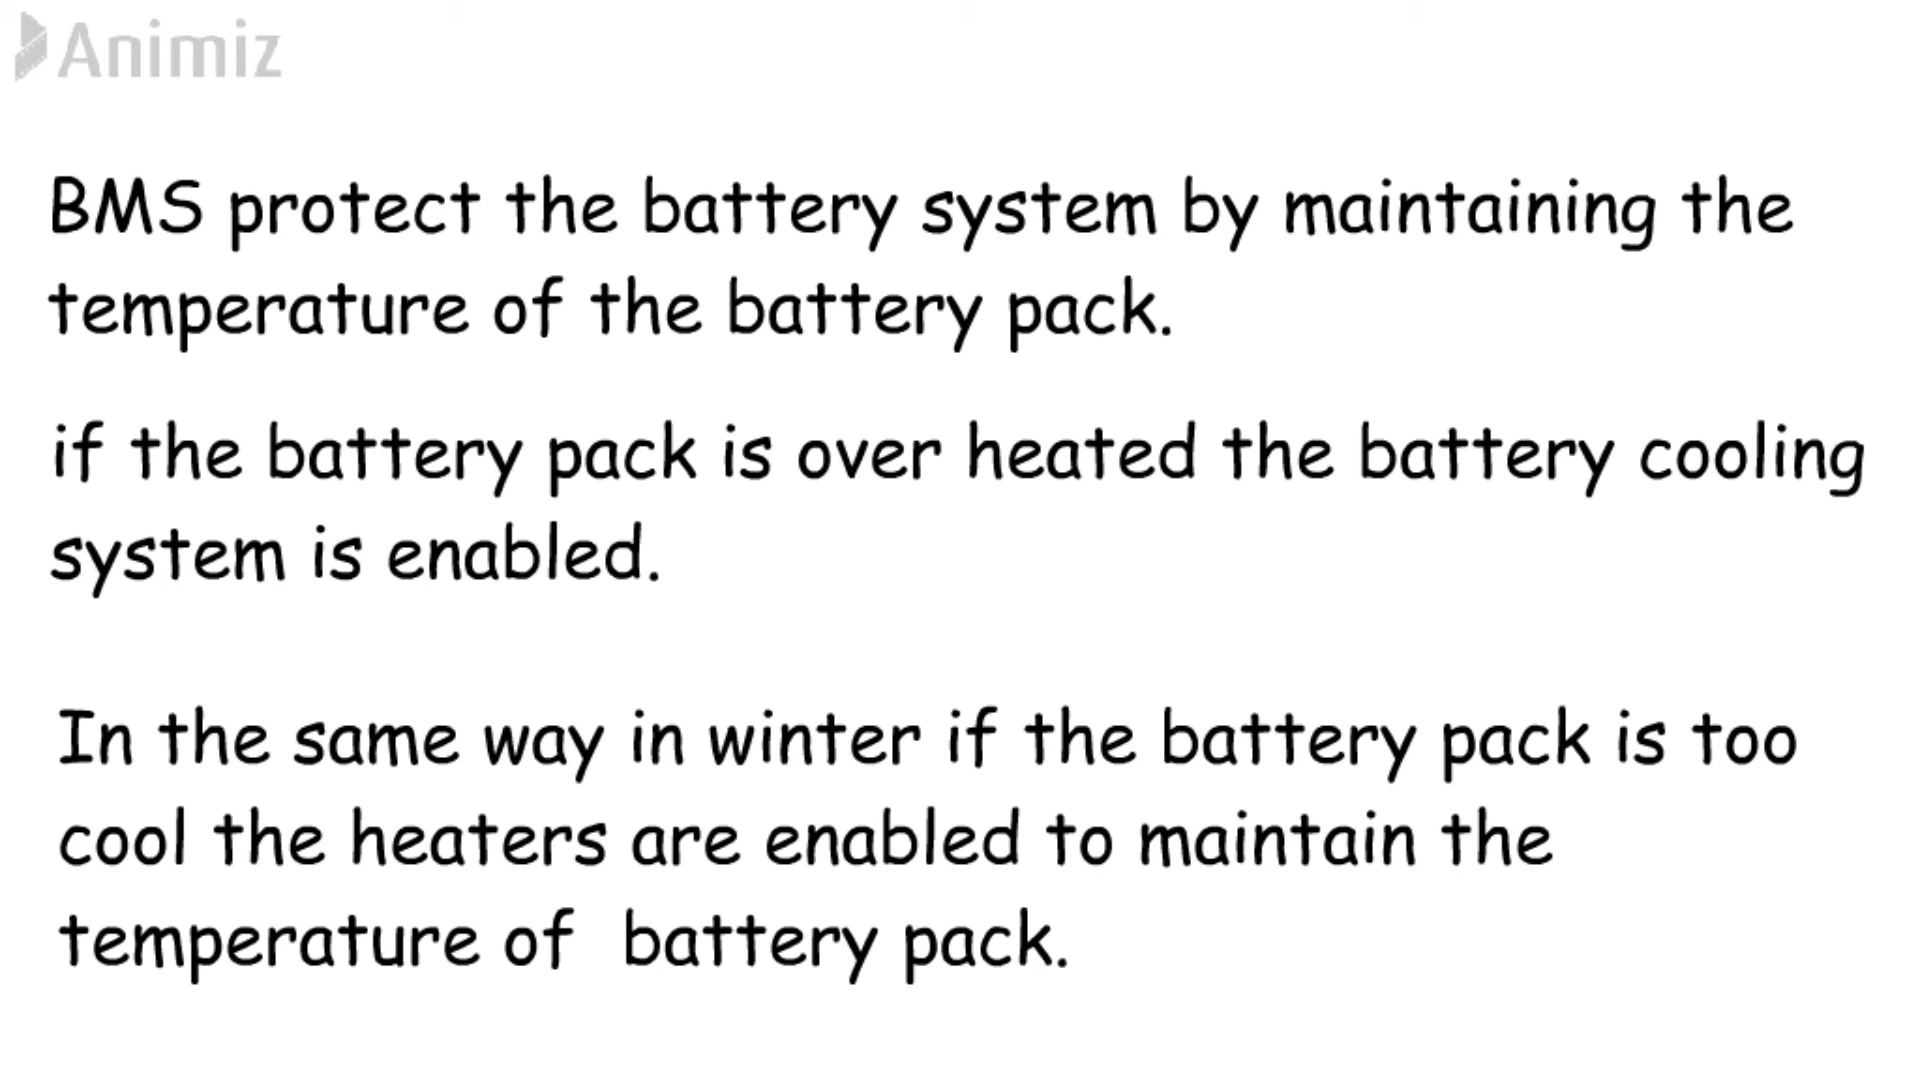 Animiz
BMS protect the battery system by maintaining the
temperature of the battery pack.
if the battery pack is over heated the battery cooling
system is enabled.
In the same way in winter if the battery pack is too
cool the heaters are enabled to maintain the
temperature of  battery pack.